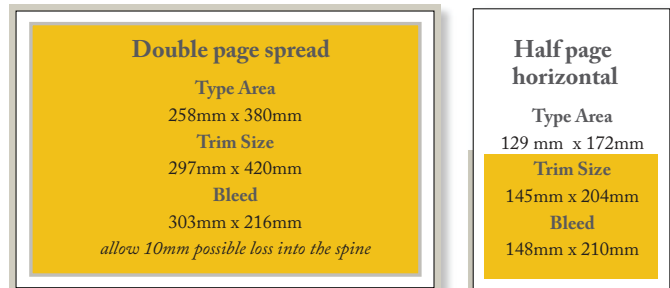 Double page spread
Type Area
258mm x 380mm
Trim Size
297mm x 420mm
Bleed
303mm x 216mm
allow 10mm possible loss into the spine
Half page
horizontal
Type Area
129 mm x 172mm
Trim Size
145mm x 204mm
Bleed
148mm x 210mm